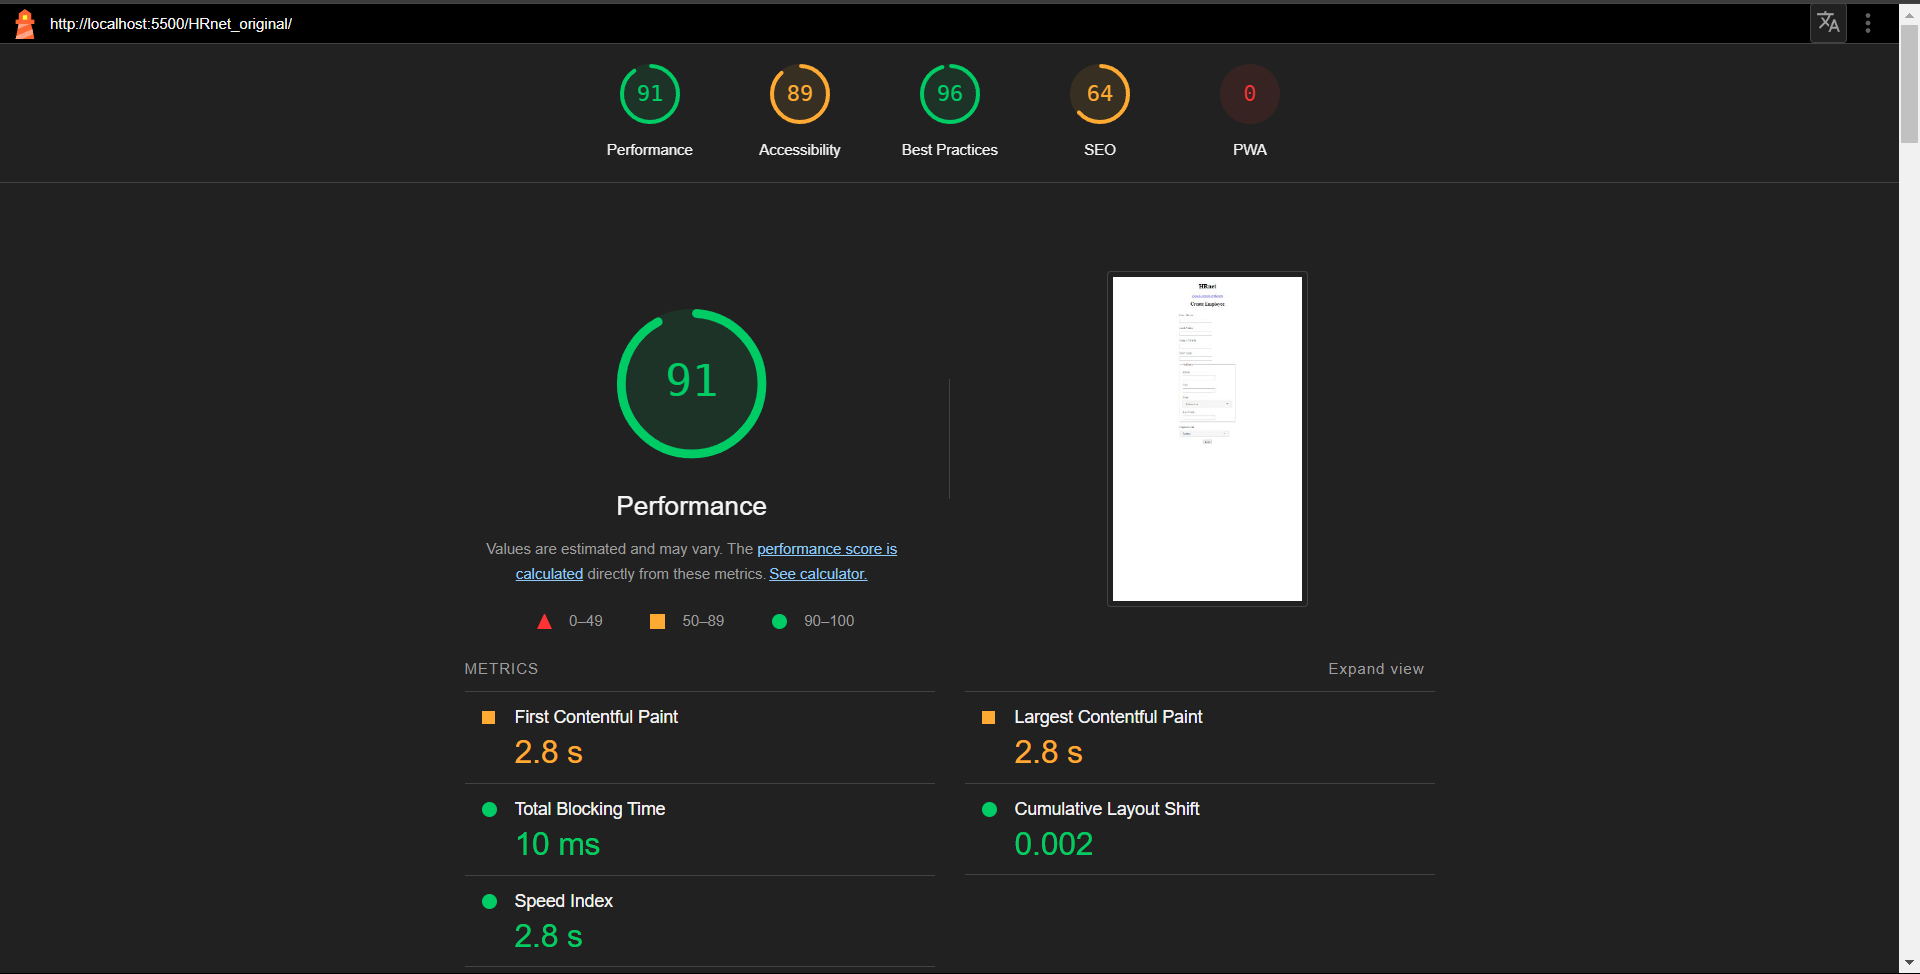 http://localhost:5500/HRnet_original/
91
89
96
64
0
Performance
Accessibility
Best Practices
SEO
PWA
91
Performance
Values are estimated and may vary. The performance score is
calculated directly from these metrics. See calculator.
0–49
50–89
90–100
HRnet
Create Employee
METRICS
Expand view
First Contentful Paint
2.8 s
Largest Contentful Paint
2.8 s
Total Blocking Time
10 ms
Cumulative Layout Shift
0.002
Speed Index
2.8 s